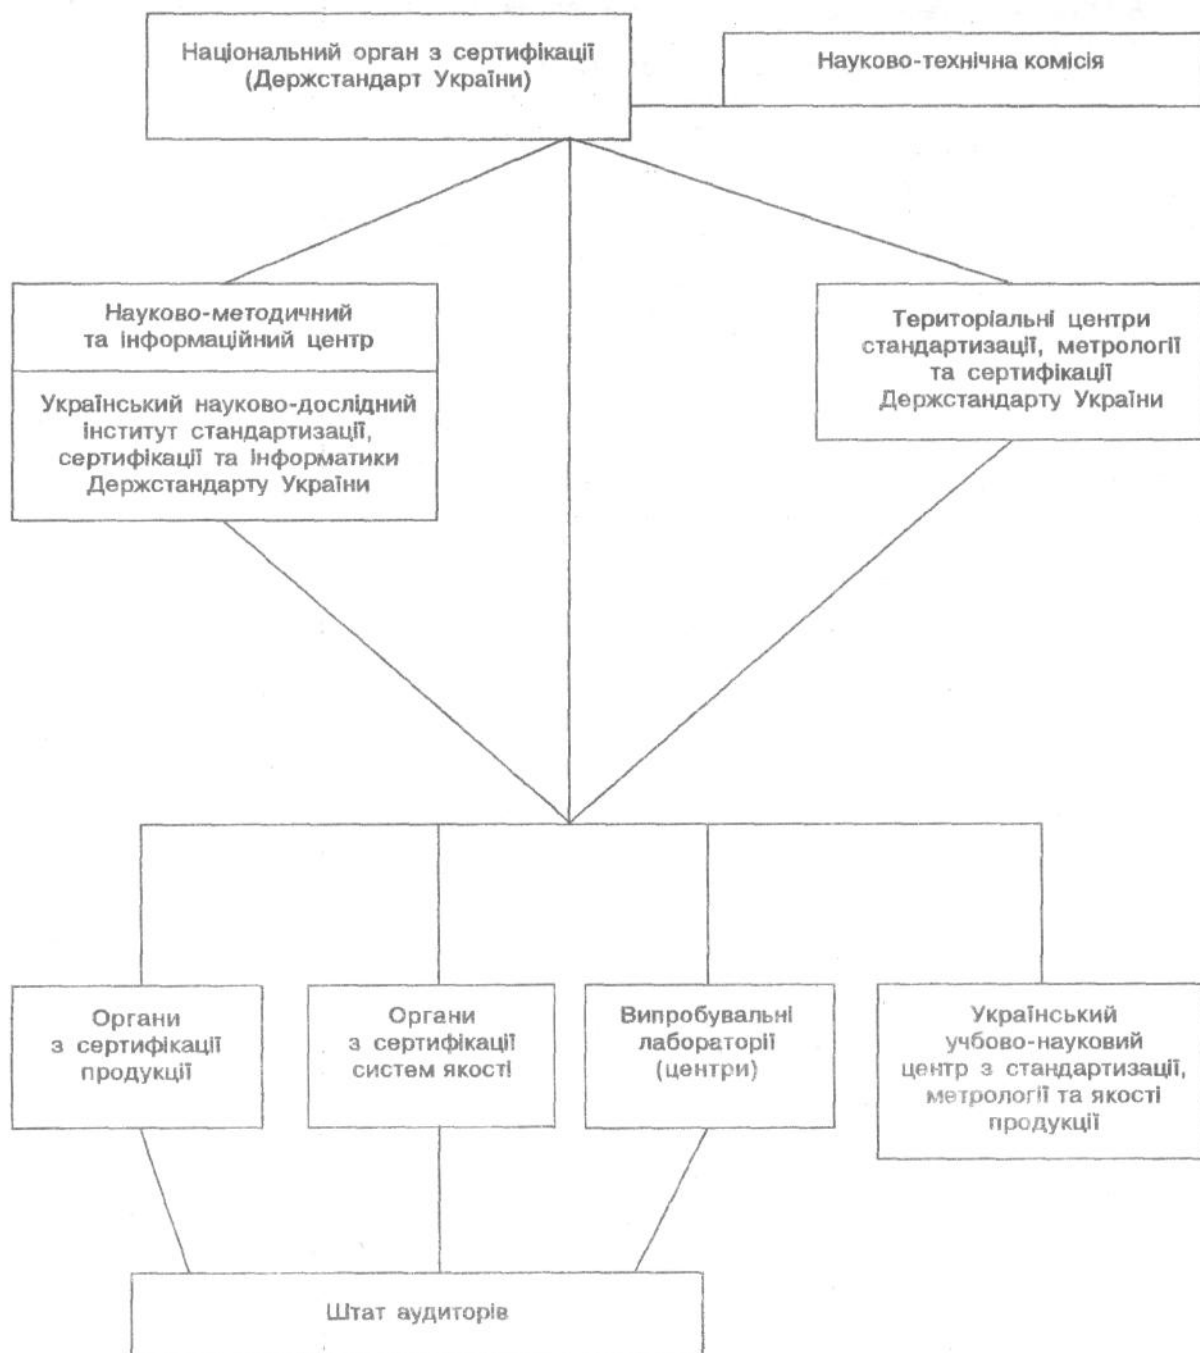 Національний орган з сертифікації
(Держстандарт України)
Науково-технічна комісія
Науково-методичний
та інформаційний центр
Український науково-дослідний
інститут стандартизації,
сертифікації та інформатики
Держстандарту України
Територіальні центри
стандартизації, метрології
та сертифікації
Держстандарту України
Органи
з сертифікації
продукції
Органи
з сертифікації
систем якості
Випробувальні
лабораторії
(центри)
Український
учбово-науковий
центр з стандартизації,
метрології та якості
продукції
Штат аудиторів